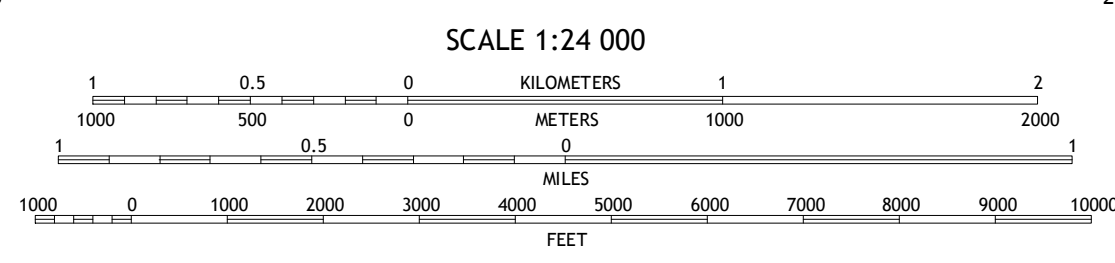 SCALE 1:24 000
1 0.5 0 KILOMETERS 1 2
1000 500 0 METERS 1000 2000
1 0.5 0 1
MILES
1000 0 1000 2000 3000 4000 5000 6000 7000 8000 9000 10000
FEET